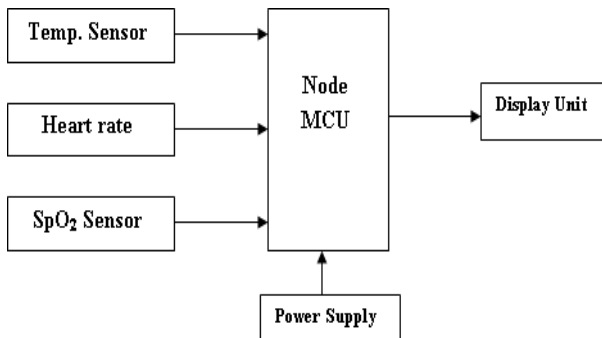 Temp. Sensor
Heart rate
SpO₂ Sensor
Node
MCU
Display Unit
Power Supply